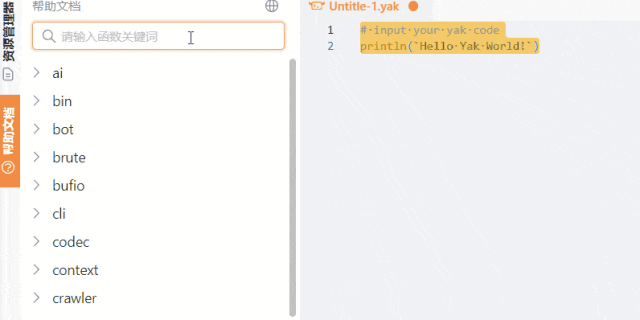 资源管理器
帮助文档
帮助文档
请输入函数关键词
ai
bin
bot
brute
bufio
cli
codec
context
crawler
Untitle-1.yak
1 # input your yak code
2 println(`Hello Yak World!`)